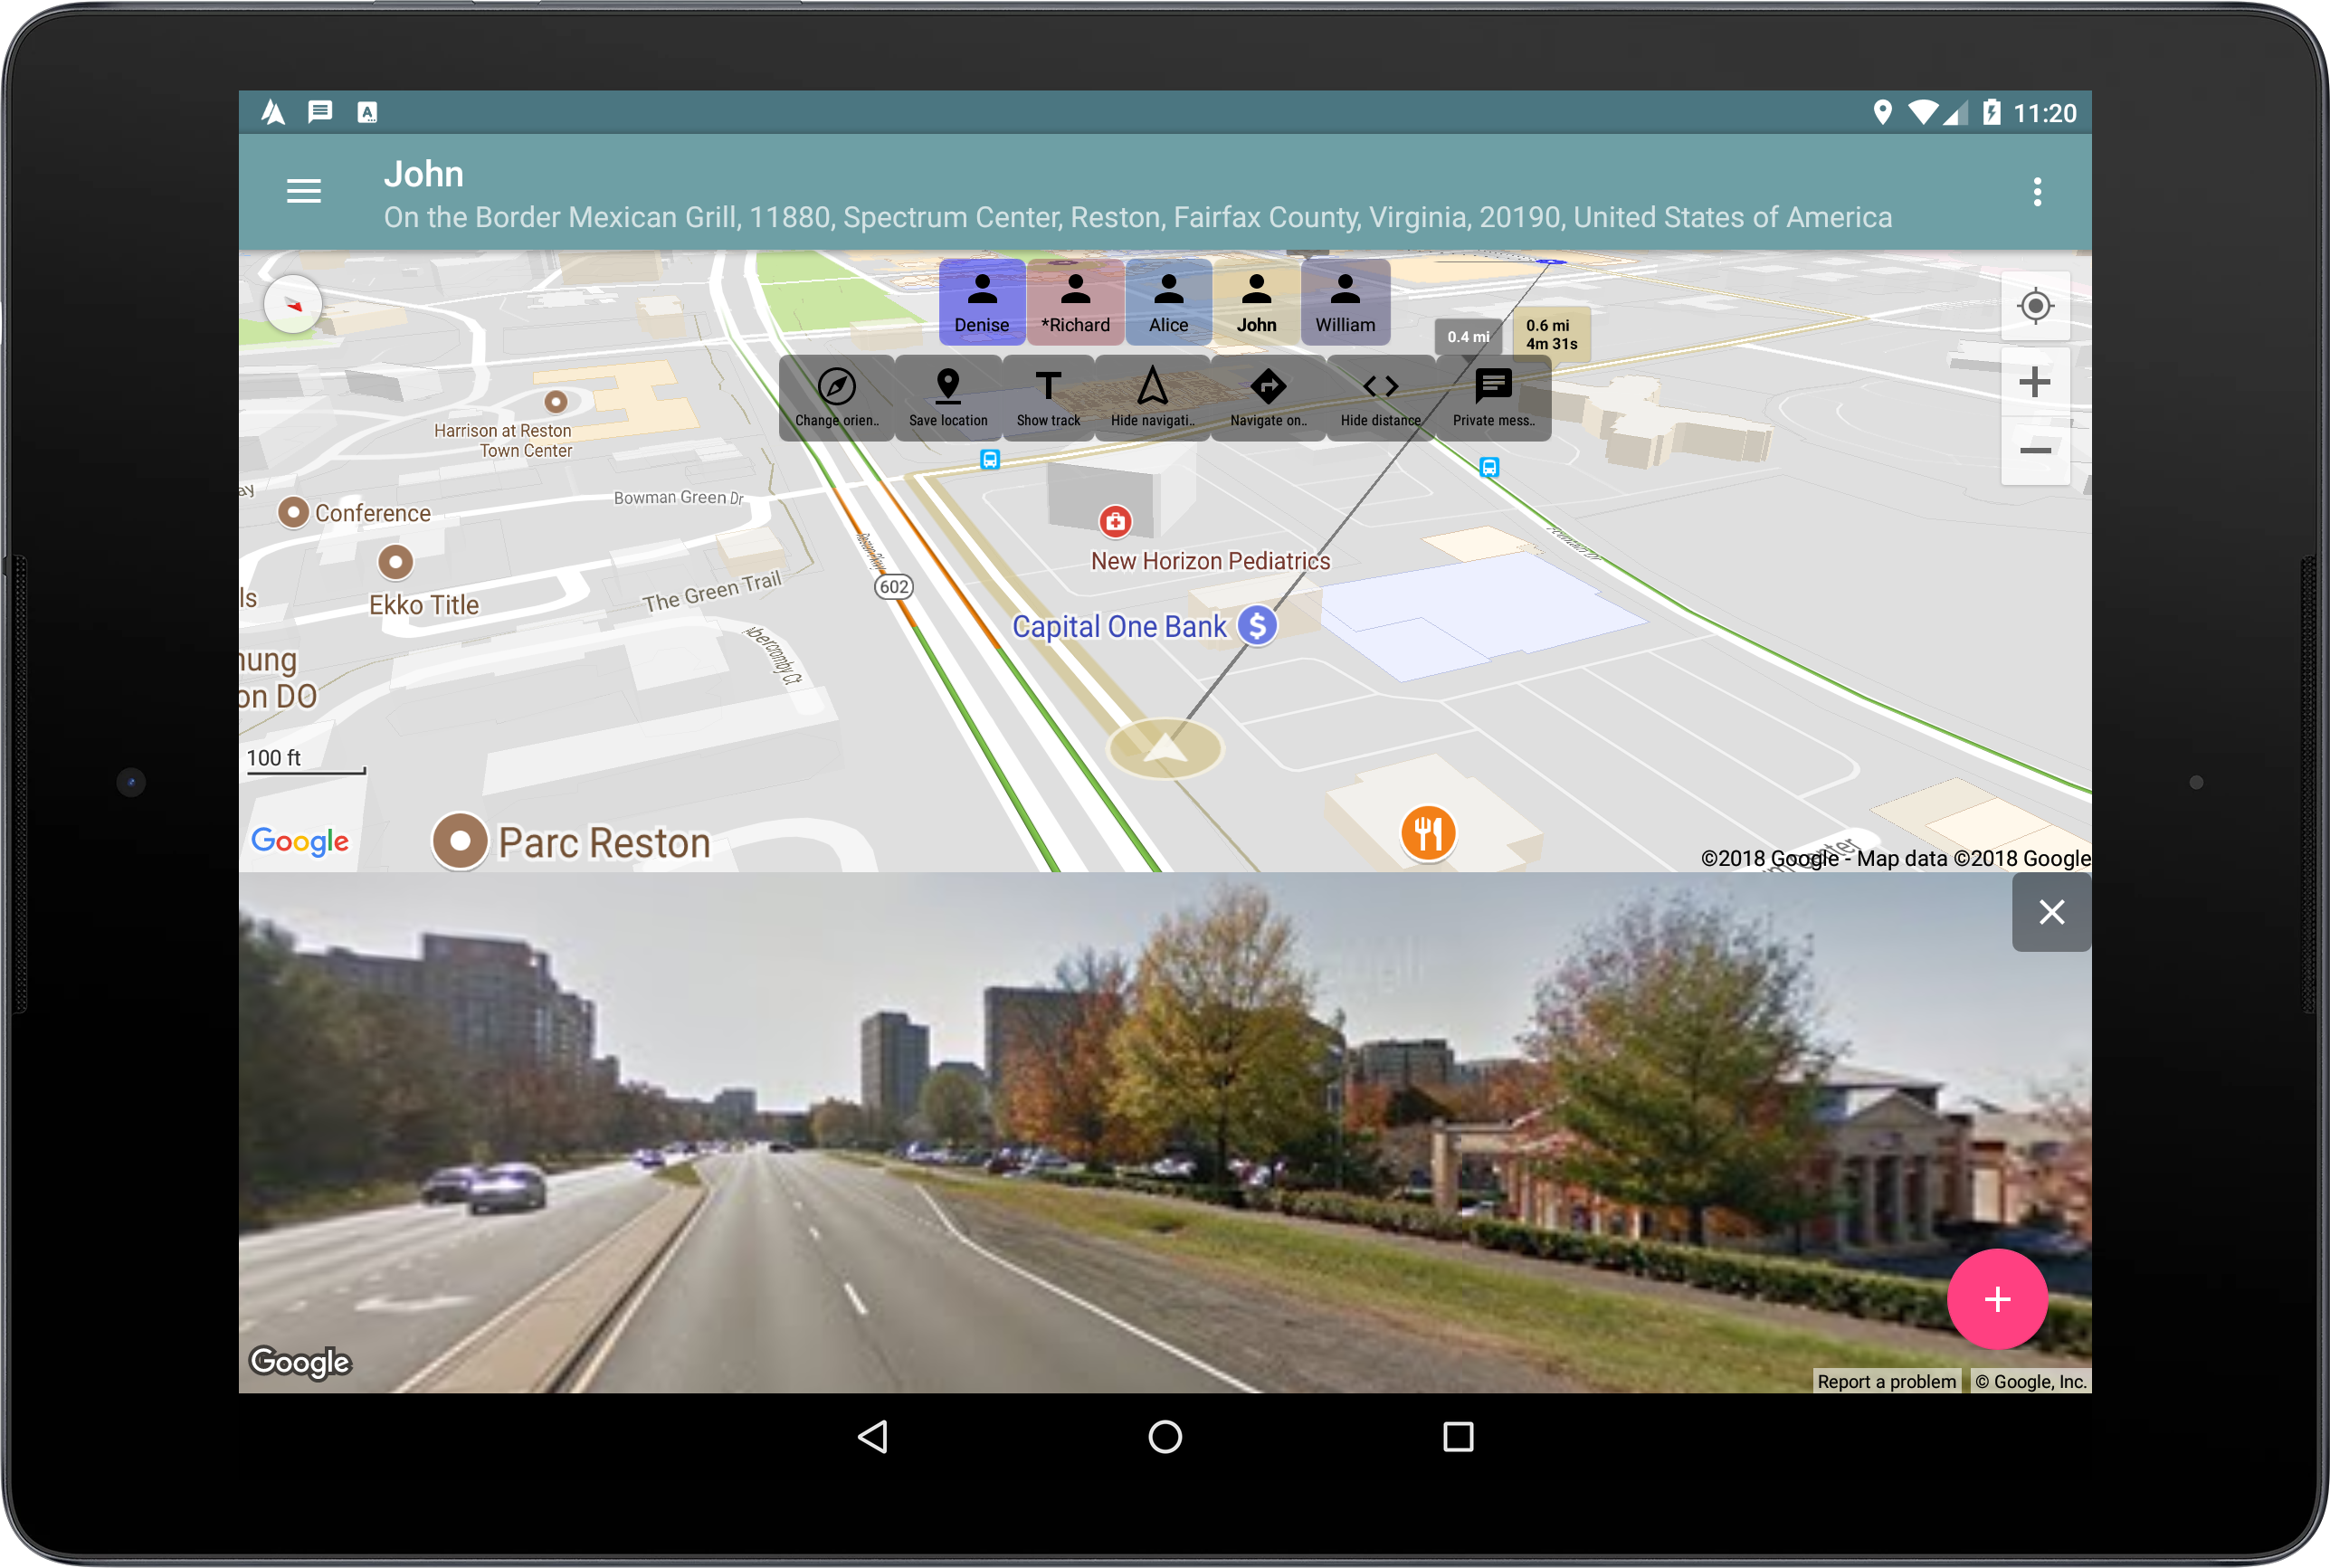 11:20
John
On the Border Mexican Grill, 11880, Spectrum Center, Reston, Fairfax County, Virginia, 20190, United States of America
Denise
*Richard
Alice
John
William
0.4 mi
0.6 mi
4m 31s
Change orien..
Save location
Show track
Hide navigati..
Navigate on..
Hide distance
Private mess..
Harrison at Reston
Town Center
ay
Bowman Green Dr
Conference
New Horizon Pediatrics
Ekko Title
602
The Green Trail
ls
Capital One Bank
Abercromby Ct
on DO
100 ft
Google
Parc Reston
©2018 Google - Map data ©2018 Google
Google
Report a problem
© Google, Inc.